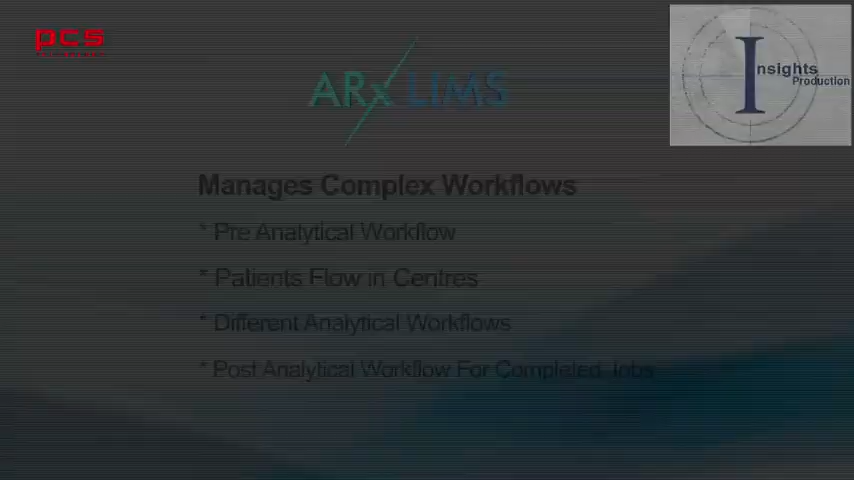 pcs
Insights
Production
ARx LIMS
Manages Complex Workflows
* Pre Analytical Workflow
* Patients Flow in Centres
* Different Analytical Workflows
* Post Analytical Workflow For Completed Jobs